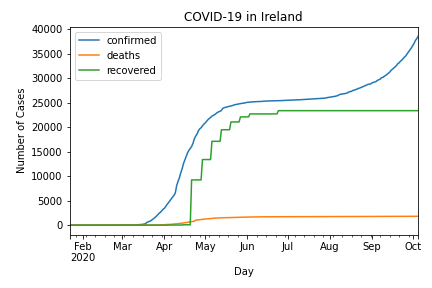 COVID-19 in Ireland
40000
35000
30000
25000
20000
15000
10000
5000
0
Number of Cases
confirmed
deaths
recovered
Feb Mar Apr May Jun Jul Aug Sep Oct
2020
Day